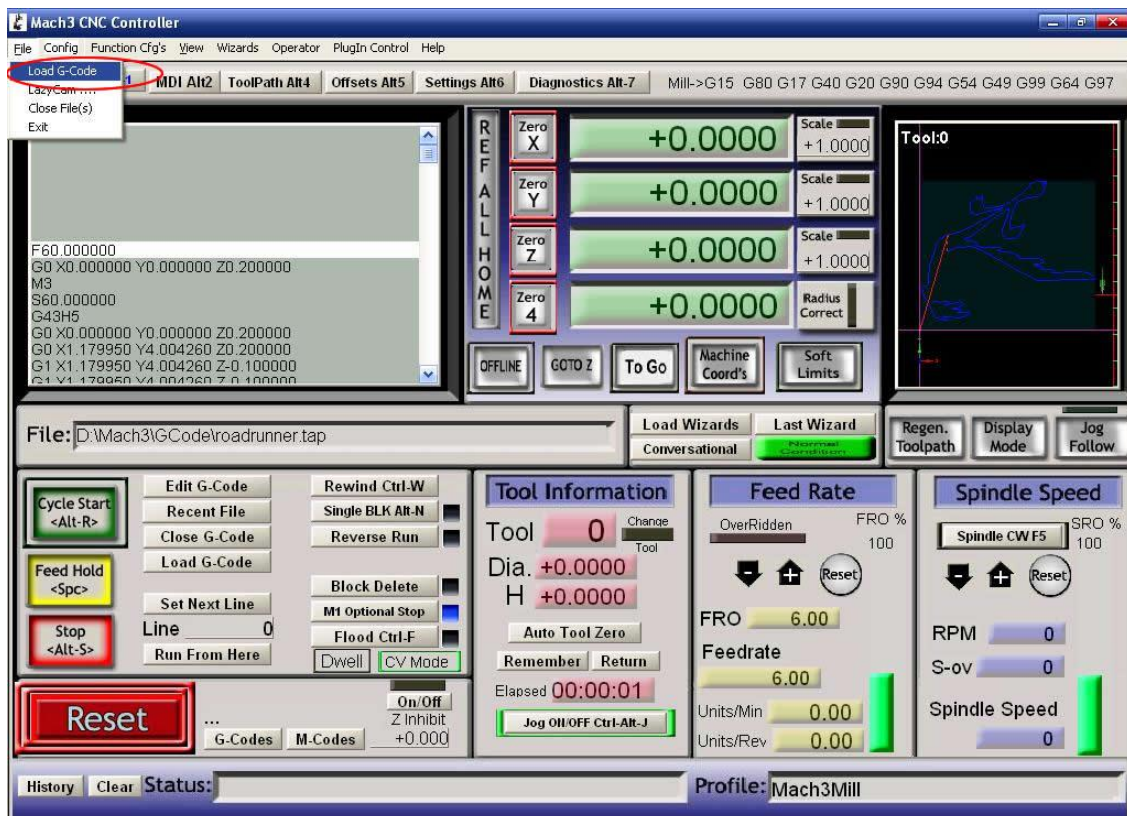 Mach3 CNC Controller
File Config Function Cfg's View Wizards Operator PlugIn Control Help
Load G-Code
LazyCam ....
Close File(s)
Exit
1 MDI Alt2 ToolPath Alt4 Offsets Alt5 Settings Alt6 Diagnostics Alt-7 Mill->G15 G80 G17 G40 G20 G90 G94 G54 G49 G99 G64 G97
F60.000000
G0 X0.000000 Y0.000000 Z0.200000
M3
S60.000000
G43H5
G0 X0.000000 Y0.000000 Z0.200000
G0 X1.179950 Y4.004260 Z0.200000
G1 X1.179950 Y4.004260 Z-0.100000
G1 X1.179950 Y4.004260 Z-0.100000
REF ALL HOME
Zero X +0.0000 Scale +1.0000
Zero Y +0.0000 Scale +1.0000
Zero Z +0.0000 Scale +1.0000
Zero 4 +0.0000 Radius Correct
OFFLINE GOTO Z To Go Machine Coord's Soft Limits
Tool:0
File: D:\Mach3\GCode\roadrunner.tap
Load Wizards Last Wizard
Conversational Normal Condition
Regen. Toolpath Display Mode Jog Follow
Cycle Start <Alt-R>
Feed Hold <Spc>
Stop <Alt-S>
Edit G-Code
Recent File
Close G-Code
Load G-Code
Set Next Line
Line 0
Run From Here
Rewind Ctrl-W
Single BLK Alt-N
Reverse Run
Block Delete
M1 Optional Stop
Flood Ctrl-F
Dwell CV Mode
Reset
...
G-Codes M-Codes
On/Off
Z Inhibit
+0.000
Tool Information
Tool 0 Change Tool
Dia. +0.0000
H +0.0000
Auto Tool Zero
Remember Return
Elapsed 00:00:01
Jog ON/OFF Ctrl-Alt-J
Feed Rate
OverRidden FRO % 100
Reset
FRO 6.00
Feedrate
6.00
Units/Min 0.00
Units/Rev 0.00
Spindle Speed
Spindle CW F5 SRO % 100
Reset
RPM 0
S-ov 0
Spindle Speed
0
History Clear Status: Profile: Mach3Mill